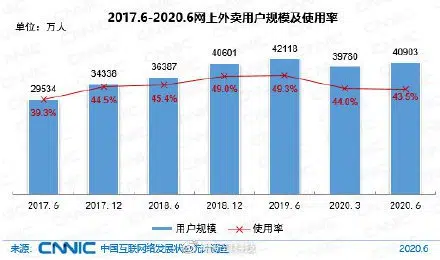 2017.6-2020.6网上外卖用户规模及使用率
单位:万人
29534 34338 36387 40601 42118 39780 40903
39.3% 44.5% 45.4% 49.0% 49.3% 44.0% 43.5%
2017.6 2017.12 2018.6 2018.12 2019.6 2020.3 2020.6
用户规模 使用率
来源: CNNIC 中国互联网络发展状况统计调查 2020.6